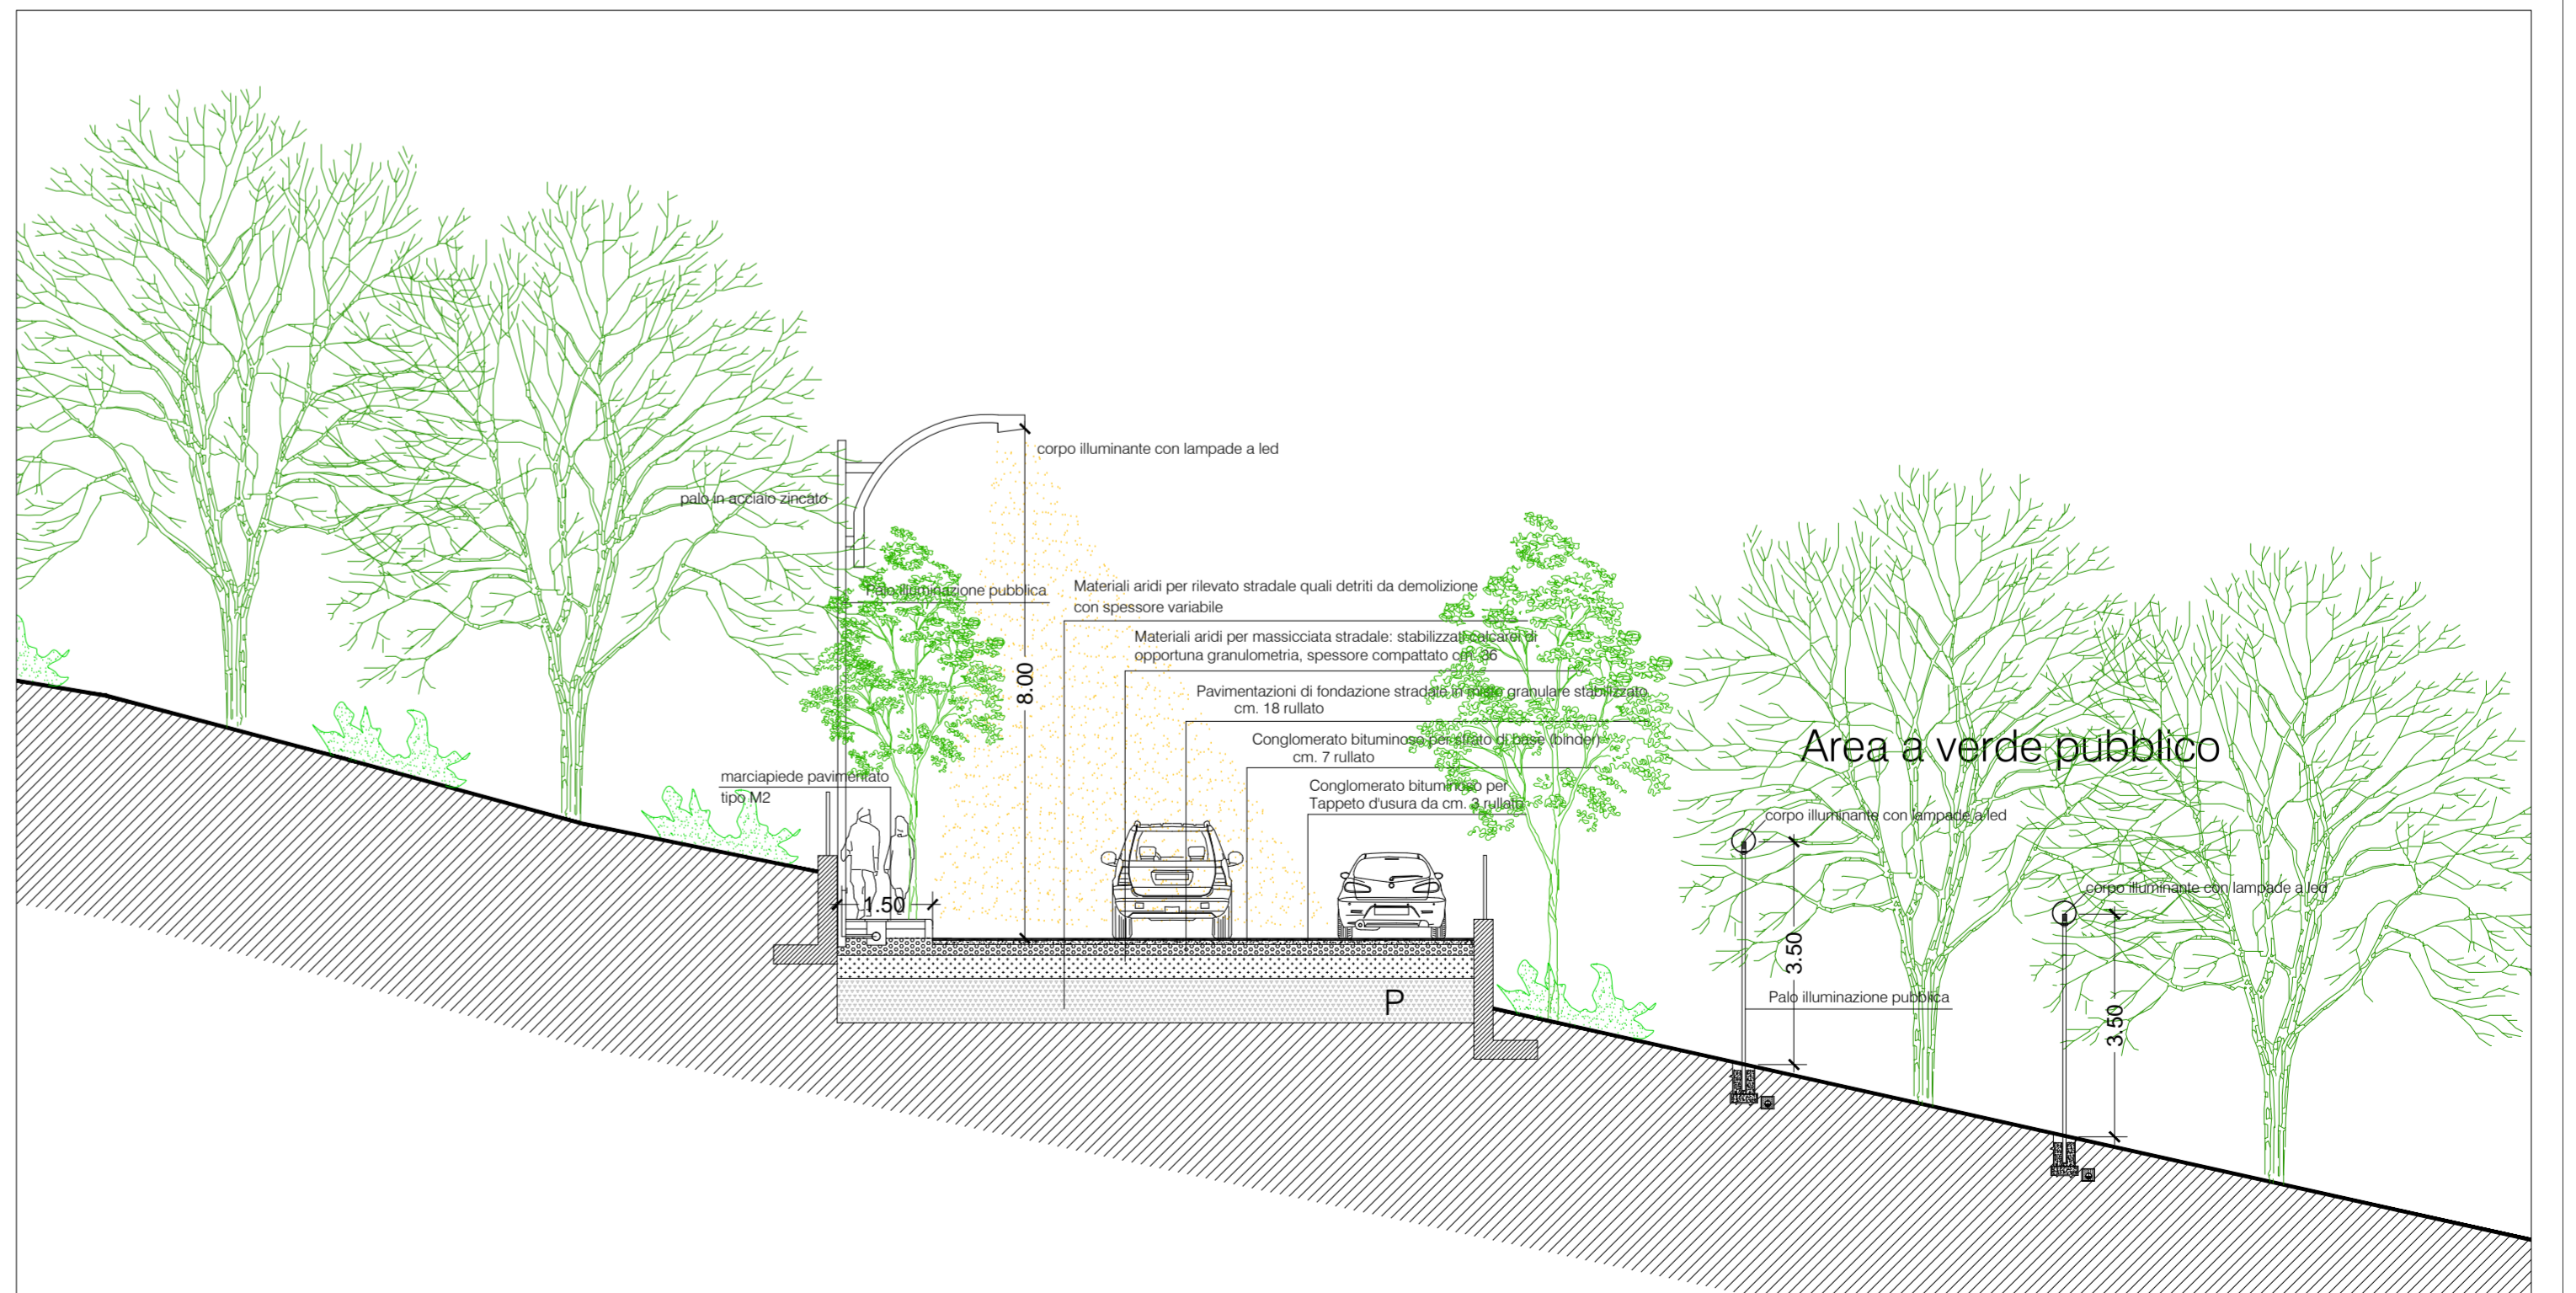 corpo illuminante con lampade a led
palo in acciaio zincato
Palo illuminazione pubblica
8.00
Materiali aridi per rilevato stradale quali detriti da demolizione
con spessore variabile
Materiali aridi per massicciata stradale: stabilizzati calcarei di
opportuna granulometria, spessore compattato cm. 36
Pavimentazioni di fondazione stradale in misto granulare stabilizzato
cm. 18 rullato
Conglomerato bituminoso per strato di base (binder)
cm. 7 rullato
Conglomerato bituminoso per
Tappeto d'usura da cm. 3 rullato
marciapiede pavimentato
tipo M2
1.50
P
Area a verde pubblico
corpo illuminante con lampade a led
3.50
Palo illuminazione pubblica
corpo illuminante con lampade a led
3.50